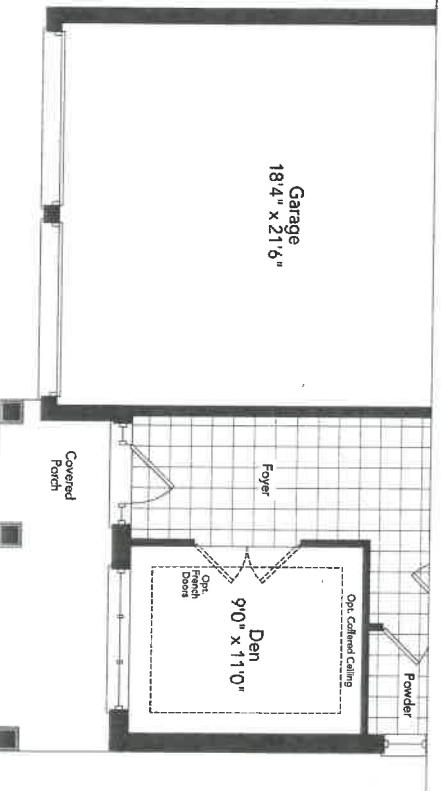 Garage
18'4" x 21'6"
Covered
Porch
Foyer
Opt.
French
Doors
Den
9'0" x 11'0"
Opt. Coffered Ceiling
Powder